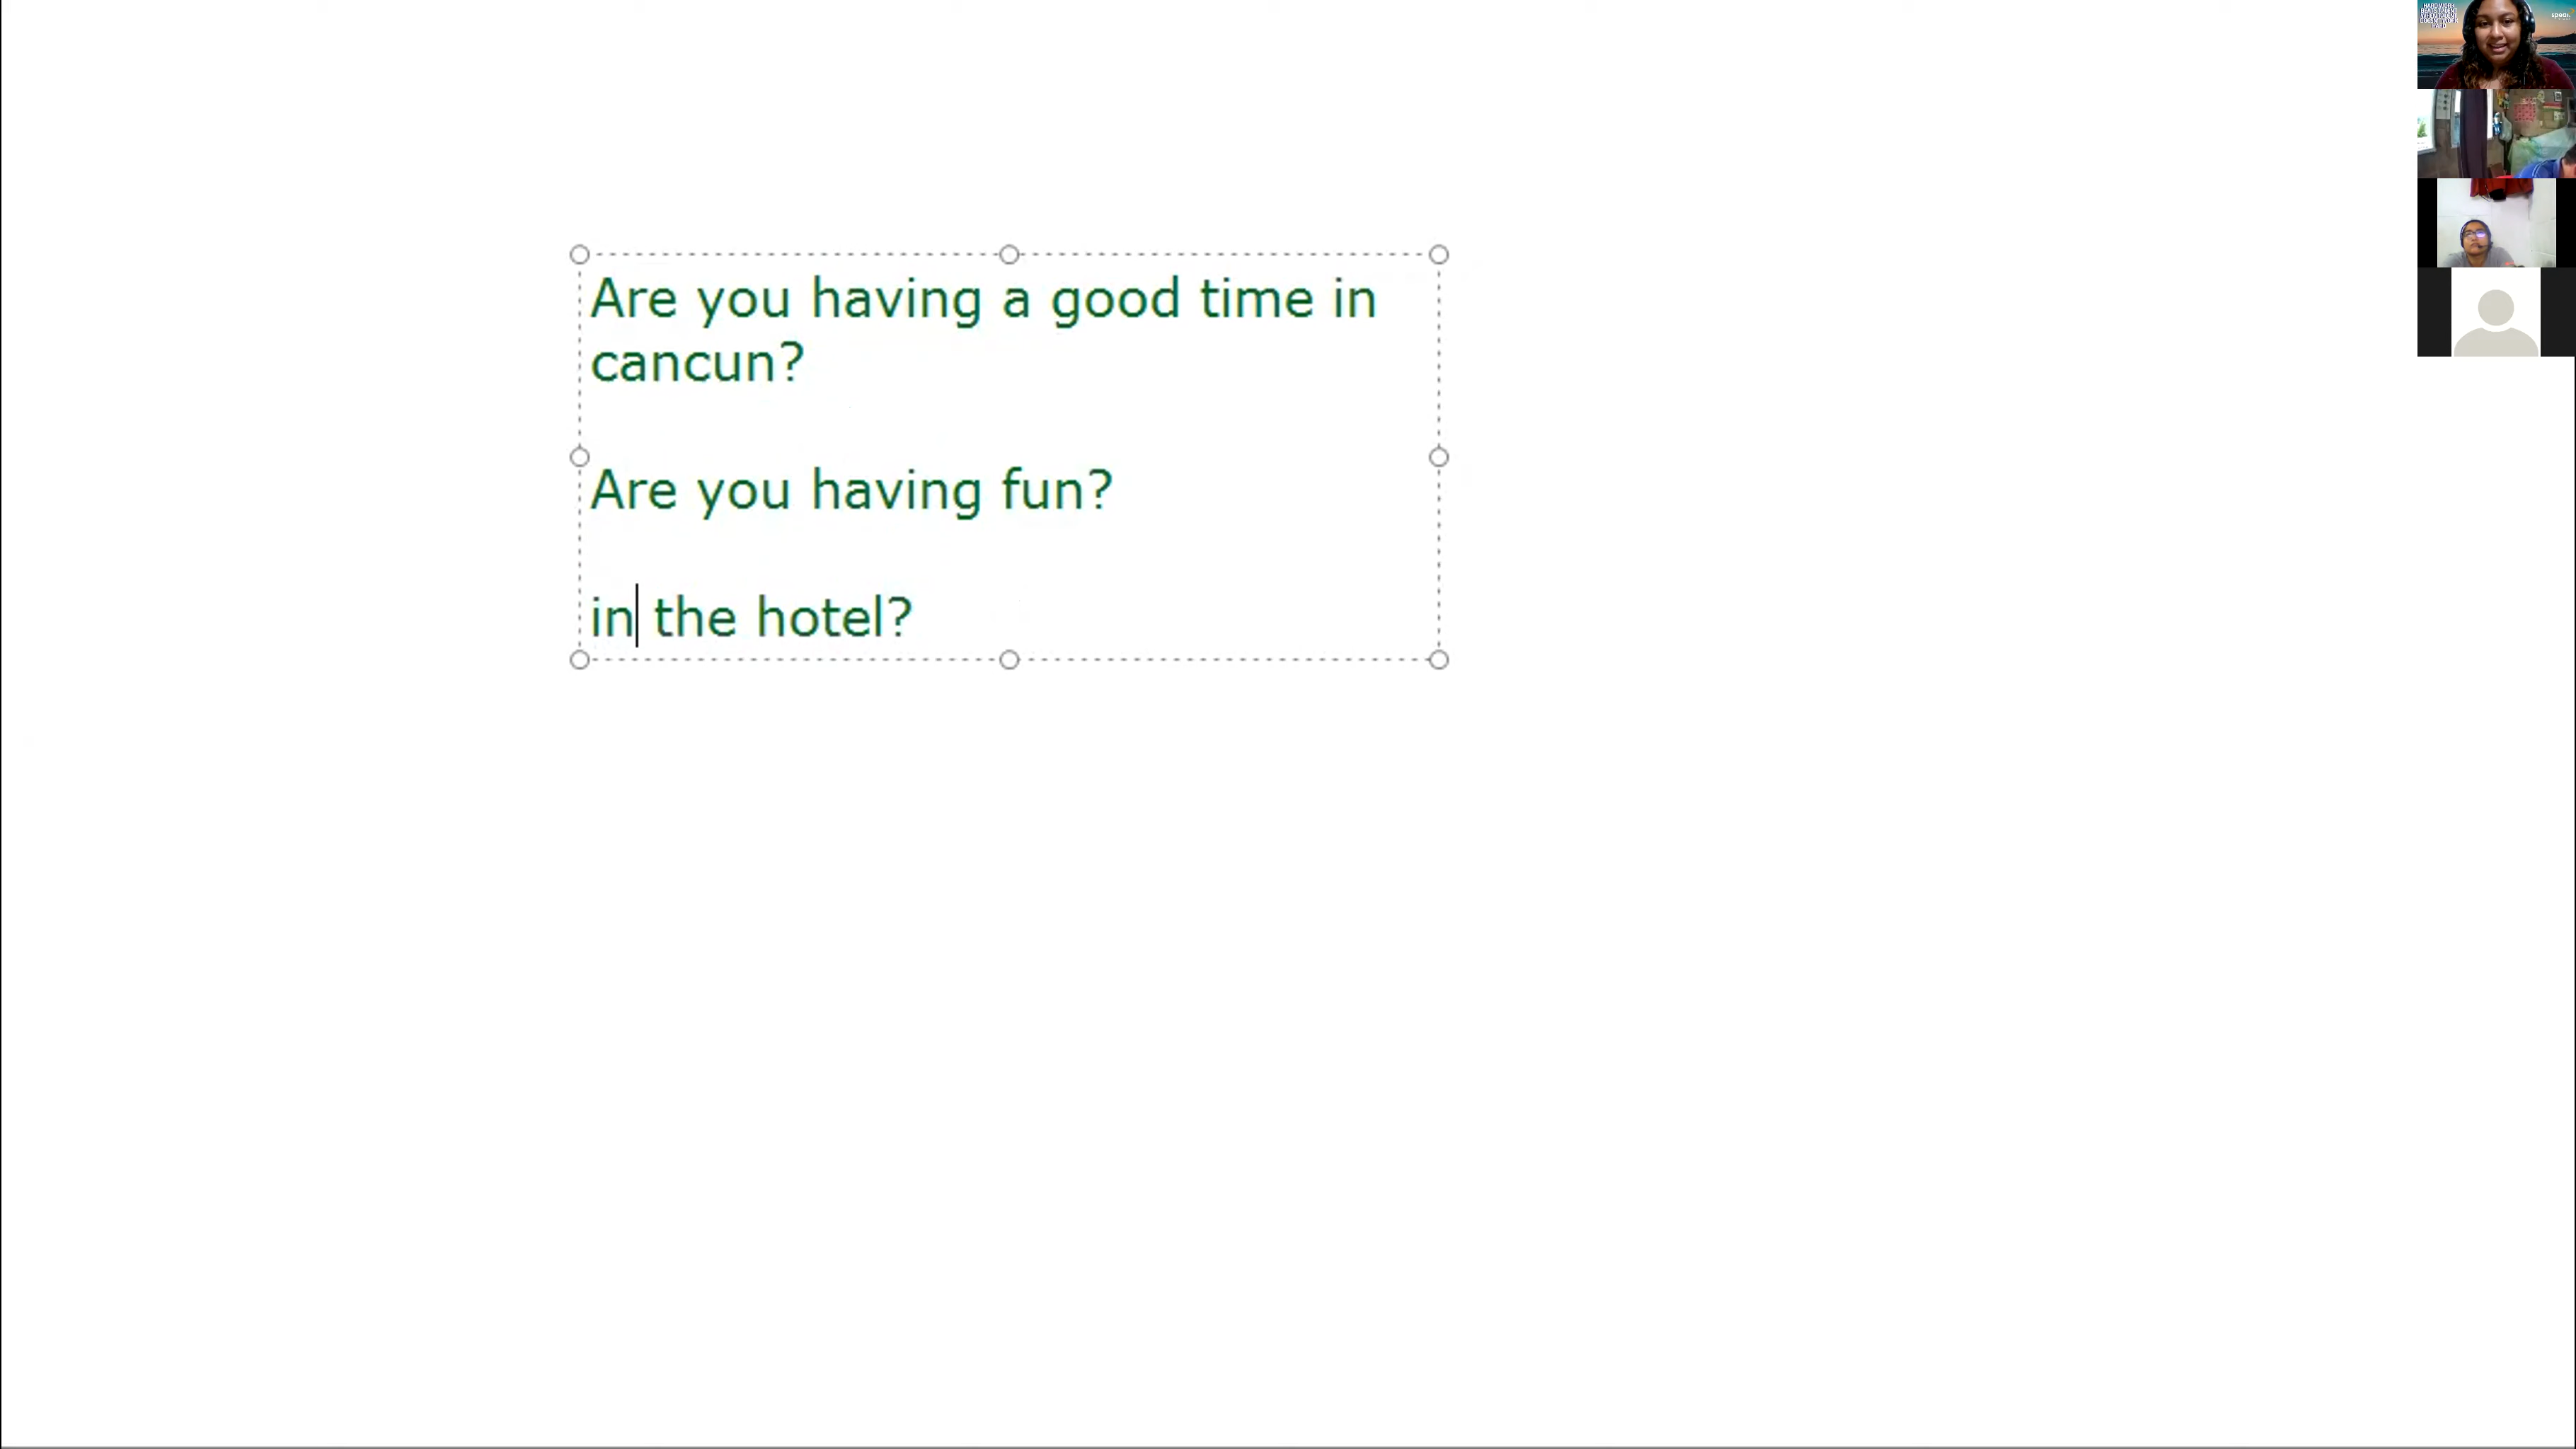 Are you having a good time in
cancun?
Are you having fun?
in the hotel?